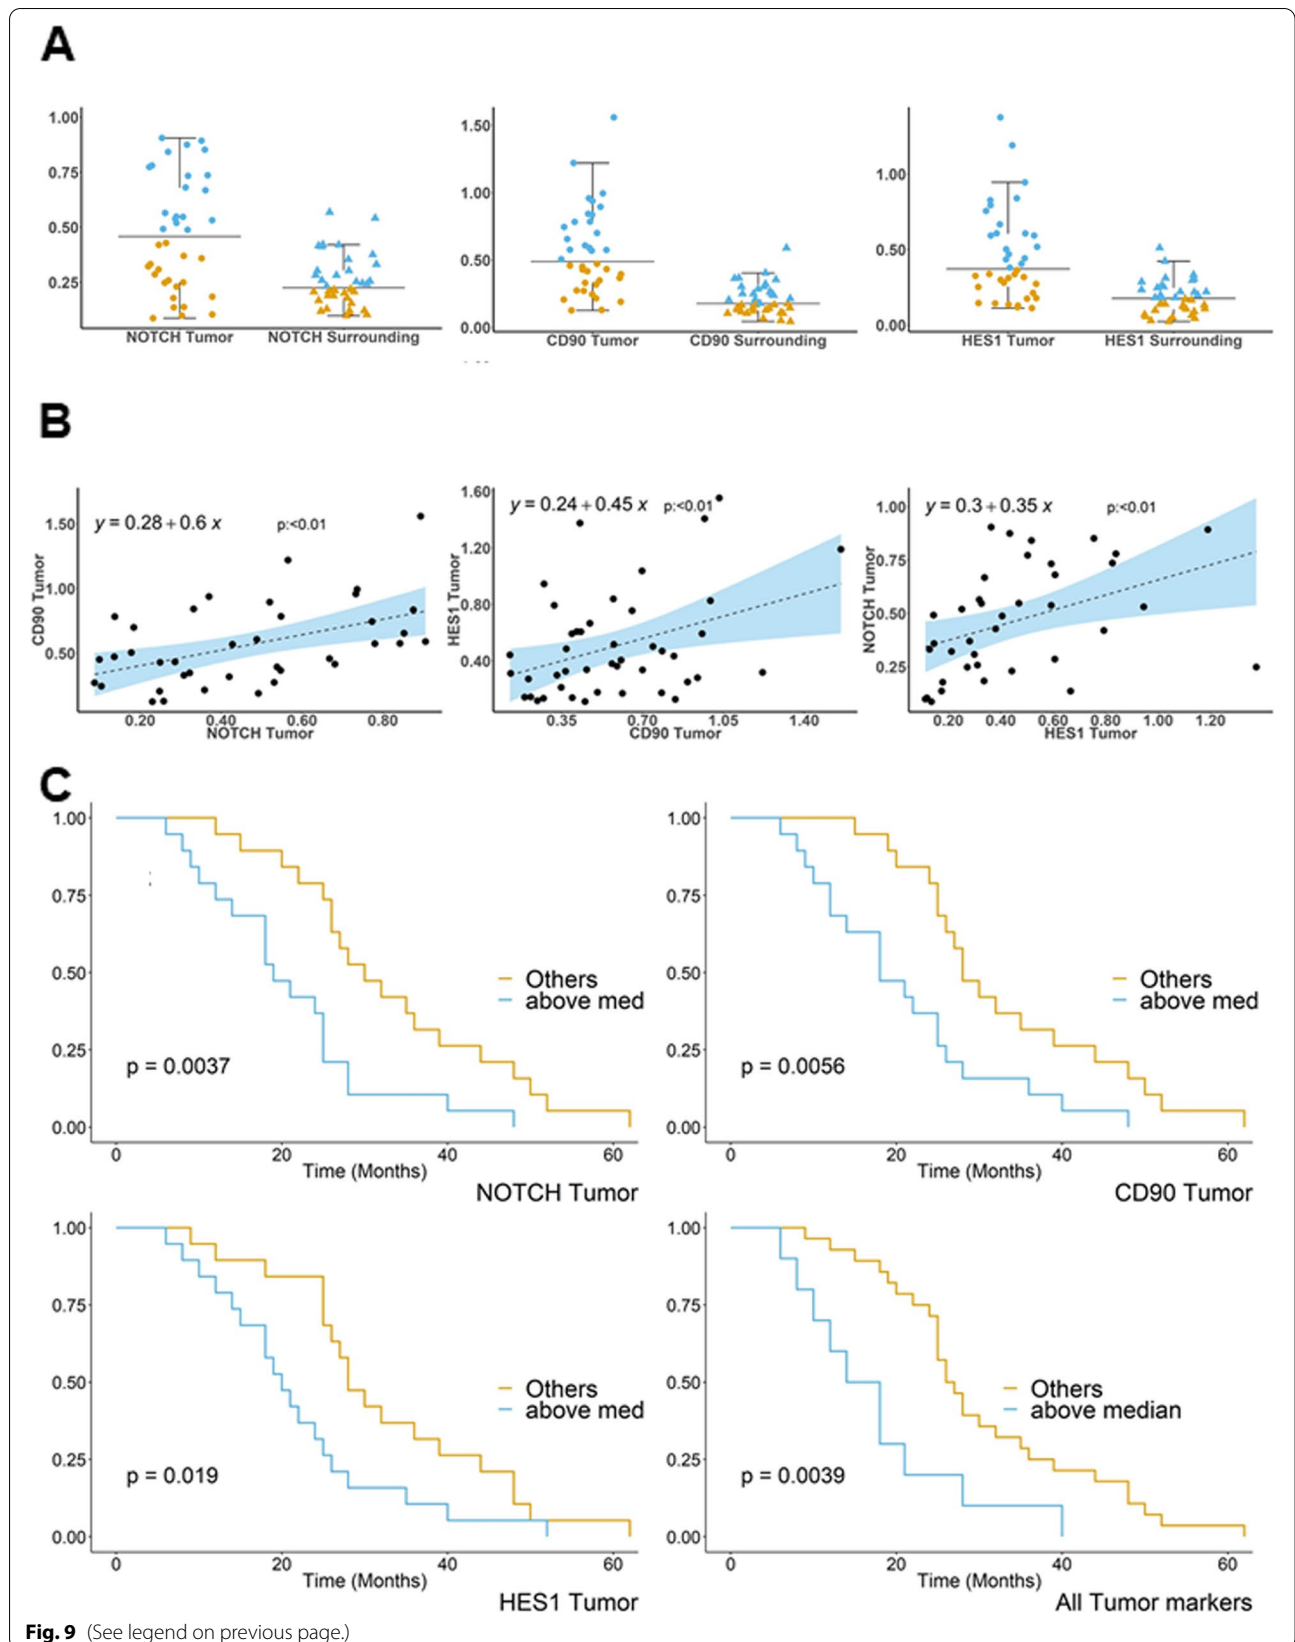 A
1.00
0.75
0.50
0.25
NOTCH Tumor NOTCH Surrounding
1.50
1.00
0.50
0.00
CD90 Tumor CD90 Surrounding
1.00
0.50
0.00
HES1 Tumor HES1 Surrounding
B
CD90 Tumor
1.50
1.00
0.50
y = 0.28 + 0.6 x p:<0.01
0.20 0.40 0.60 0.80
NOTCH Tumor
HES1 Tumor
1.60
1.20
0.80
0.40
y = 0.24 + 0.45 x p:<0.01
0.35 0.70 1.05 1.40
CD90 Tumor
NOTCH Tumor
1.00
0.75
0.50
0.25
y = 0.3 + 0.35 x p:<0.01
0.20 0.40 0.60 0.80 1.00 1.20
HES1 Tumor
C
1.00
0.75
0.50
0.25
0.00
Others
above med
p = 0.0037
0 20 40 60
Time (Months)
NOTCH Tumor
1.00
0.75
0.50
0.25
0.00
Others
above med
p = 0.0056
0 20 40 60
Time (Months)
CD90 Tumor
1.00
0.75
0.50
0.25
0.00
Others
above med
p = 0.019
0 20 40 60
Time (Months)
HES1 Tumor
1.00
0.75
0.50
0.25
0.00
Others
above median
p = 0.0039
0 20 40 60
Time (Months)
All Tumor markers
Fig. 9 (See legend on previous page.)